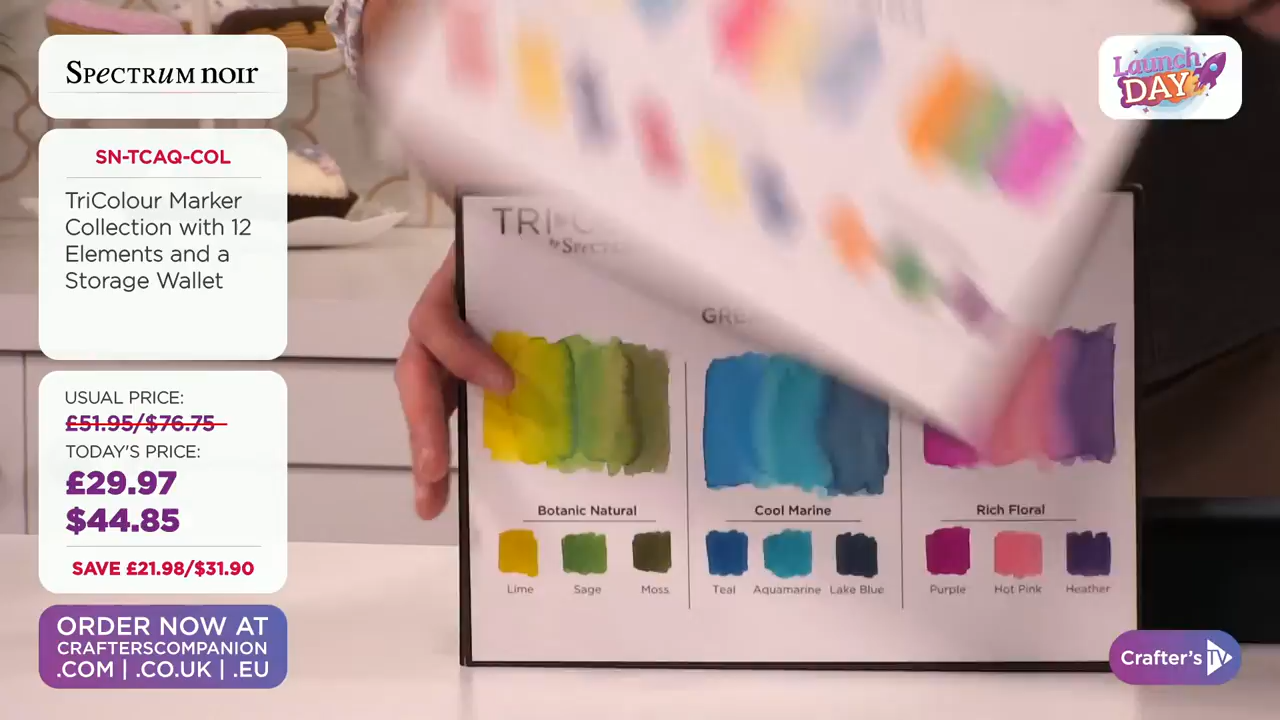 SPECTRUM NOIR
SN-TCAQ-COL
TriColour Marker
Collection with 12
Elements and a
Storage Wallet
USUAL PRICE:
£51.95/$76.75
TODAY'S PRICE:
£29.97
$44.85
SAVE £21.98/$31.90
ORDER NOW AT
CRAFTERSCOMPANION
.COM | .CO.UK | .EU
Launch
DAY
TRI
by
Botanic Natural
Cool Marine
Rich Floral
Lime Sage Moss
Teal Aquamarine Lake Blue
Purple Hot Pink Heather
Crafter's TV